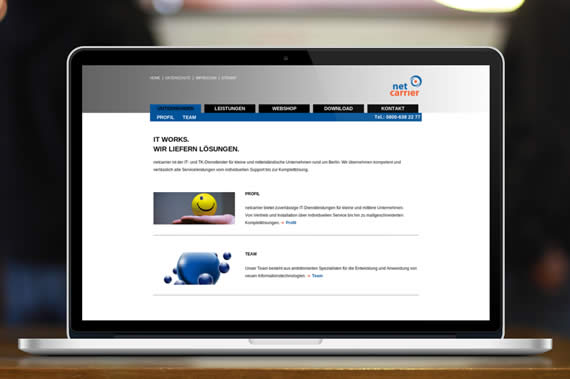 HOME | DATENSCHUTZ | IMPRESSUM | SITEMAP
net
carrier
UNTERNEHMEN LEISTUNGEN WEBSHOP DOWNLOAD KONTAKT
PROFIL TEAM Tel.: 0800-638 22 77
IT WORKS.
WIR LIEFERN LÖSUNGEN.
netcarrier ist der IT- und TK-Dienstleister für kleine und mittelständische Unternehmen rund um Berlin. Wir übernehmen kompetent und
verlässlich alle Serviceleistungen vom individuellen Support bis zur Komplettlösung.
PROFIL
netcarrier bietet zuverlässige IT-Dienstleistungen für kleine und mittlere Unternehmen.
Von Vertrieb und Installation über individuellen Service bis hin zu maßgeschneiderten
Komplettlösungen. -> Profil
TEAM
Unser Team besteht aus ambitionierten Spezialisten für die Entwicklung und Anwendung von
neuen Informationstechnologien. -> Team